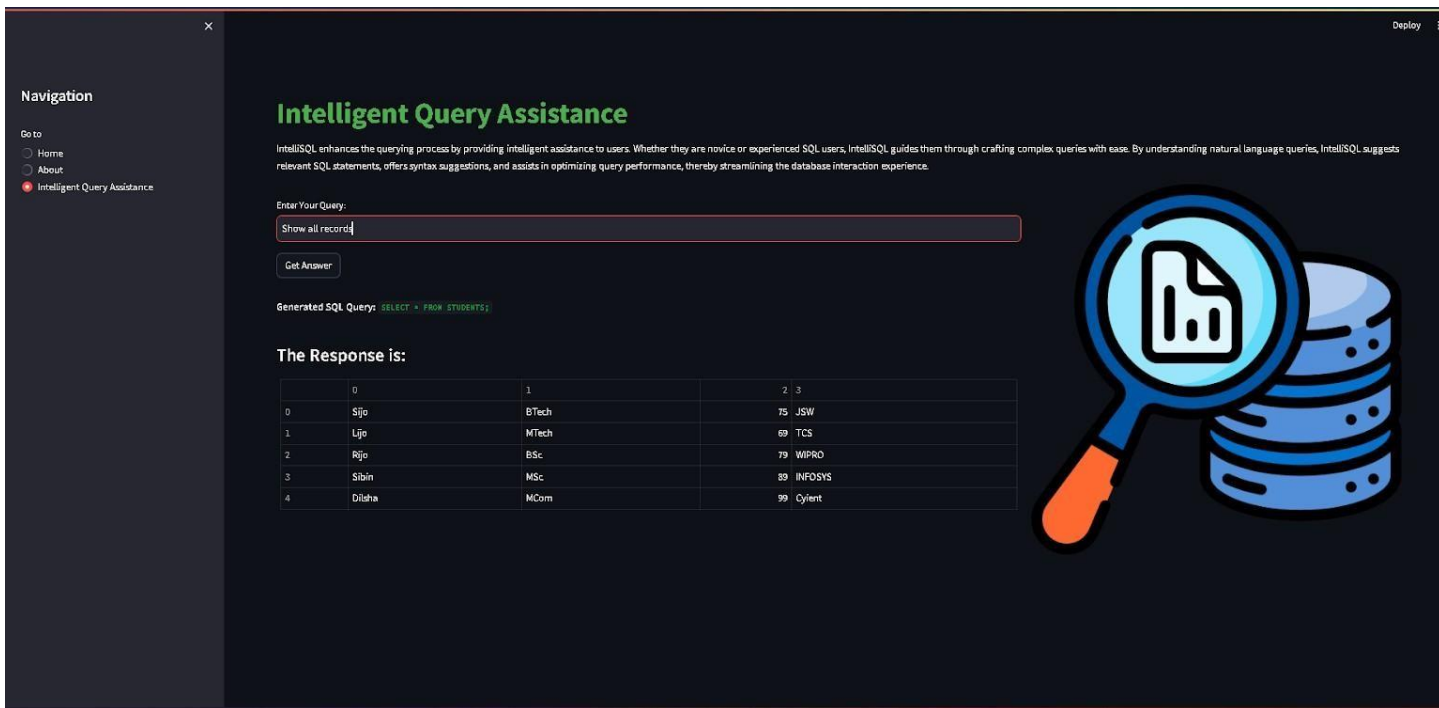 Deploy
Navigation
Go to
Home
About
Intelligent Query Assistance
Intelligent Query Assistance
IntelliSQL enhances the querying process by providing intelligent assistance to users. Whether they are novice or experienced SQL users, IntelliSQL guides them through crafting complex queries with ease. By understanding natural language queries, IntelliSQL suggests
relevant SQL statements, offers syntax suggestions, and assists in optimizing query performance, thereby streamlining the database interaction experience.
Enter Your Query:
Show all records
Get Answer
Generated SQL Query: SELECT * FROM STUDENTS;
The Response is:
0 1 2 3
0 Sijo BTech 75 JSW
1 Lijo MTech 69 TCS
2 Rijo BSc 79 WIPRO
3 Sibin MSc 89 INFOSYS
4 Dilsha MCom 99 Cyient